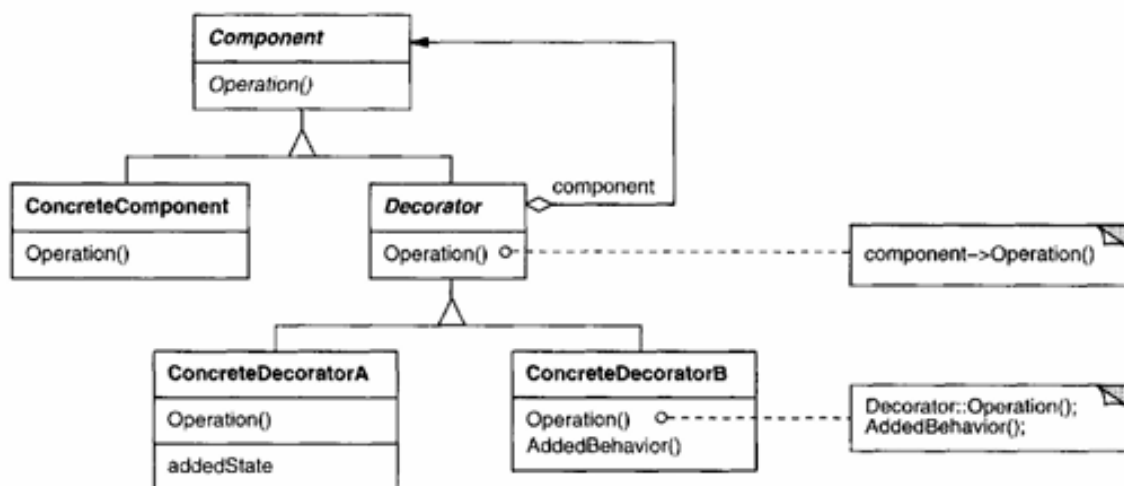 Component
Operation()
ConcreteComponent
Operation()
Decorator
Operation()
component
component->Operation()
ConcreteDecoratorA
Operation()
addedState
ConcreteDecoratorB
Operation()
AddedBehavior()
Decorator::Operation();
AddedBehavior();